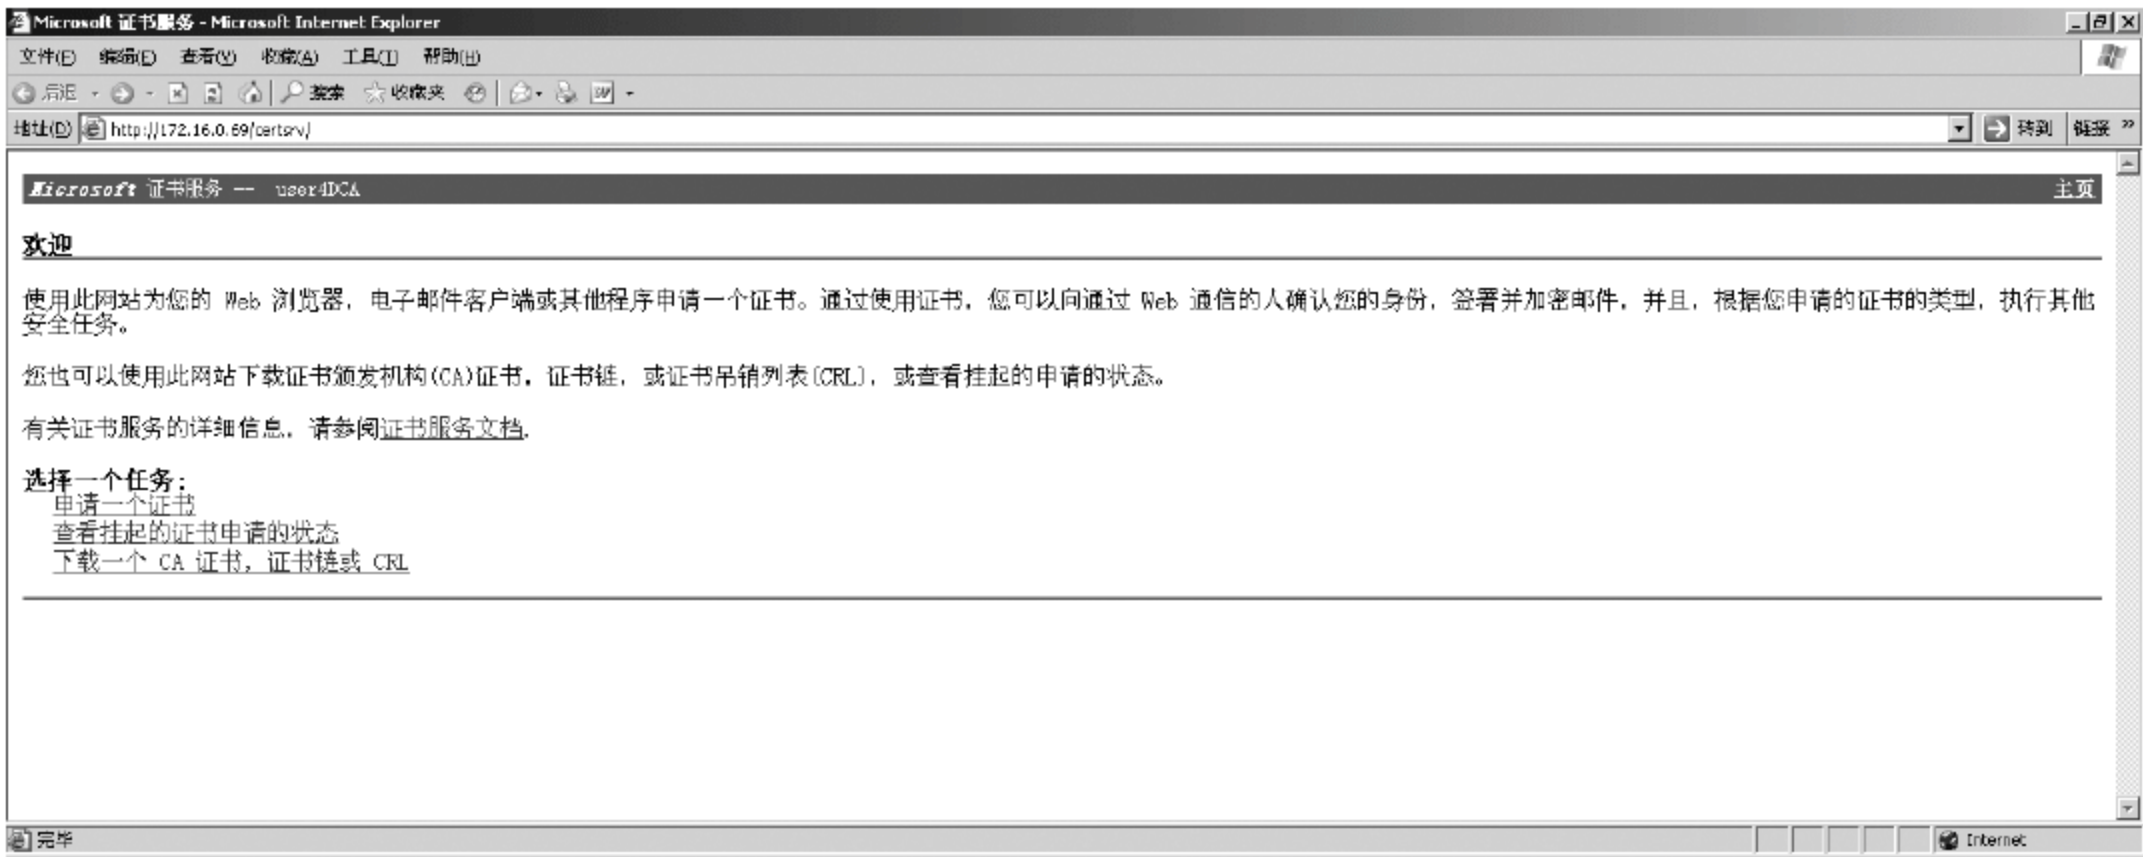 Microsoft 证书服务 - Microsoft Internet Explorer
文件(F) 编辑(E) 查看(V) 收藏(A) 工具(T) 帮助(H)
后退 搜索 收藏夹
地址(D) http://172.16.0.69/certsrv/ 转到 链接 »
Microsoft 证书服务 -- user4DCA 主页
欢迎
使用此网站为您的 Web 浏览器，电子邮件客户端或其他程序申请一个证书。通过使用证书，您可以向通过 Web 通信的人确认您的身份，签署并加密邮件，并且，根据您申请的证书的类型，执行其他
安全任务。
您也可以使用此网站下载证书颁发机构(CA)证书，证书链，或证书吊销列表(CRL)，或查看挂起的申请的状态。
有关证书服务的详细信息，请参阅证书服务文档.
选择一个任务:
申请一个证书
查看挂起的证书申请的状态
下载一个 CA 证书，证书链或 CRL
完毕 Internet